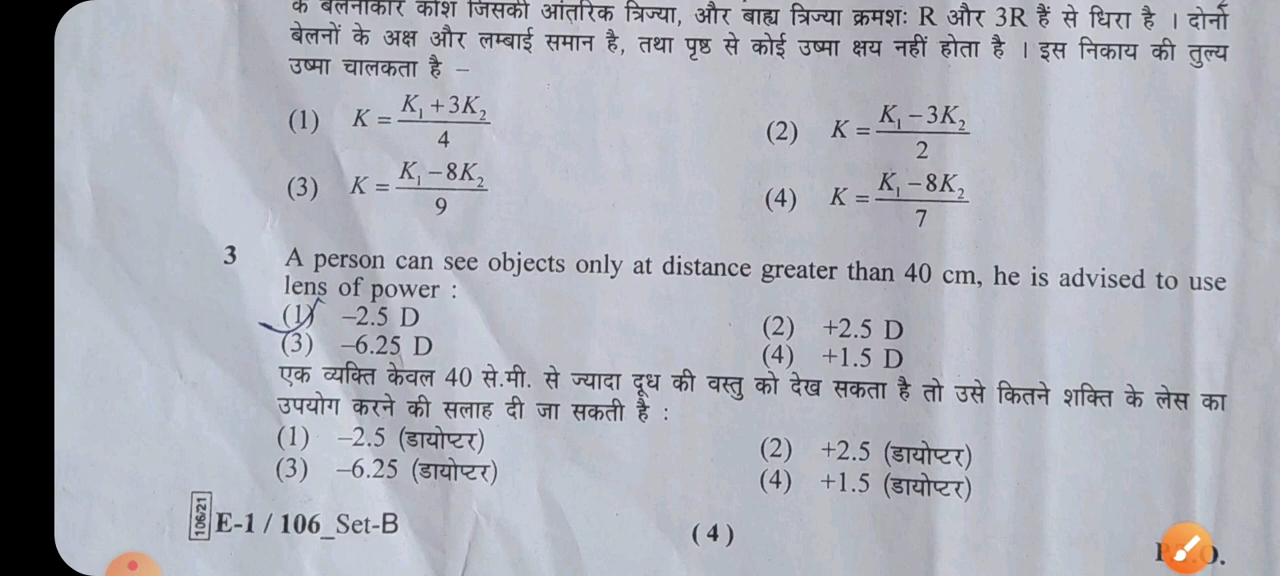 के बेलनाकार कोश जिसकी आंतरिक त्रिज्या, और बाह्य त्रिज्या क्रमशः R और 3R हैं से घिरा है । दोनों
बेलनों के अक्ष और लम्बाई समान है, तथा पृष्ठ से कोई उष्मा क्षय नहीं होता है । इस निकाय की तुल्य
उष्मा चालकता है –
(1) K = (K₁ + 3K₂)/4 (2) K = (K₁ – 3K₂)/2
(3) K = (K₁ – 8K₂)/9 (4) K = (K₁ – 8K₂)/7
3 A person can see objects only at distance greater than 40 cm, he is advised to use
lens of power :
(1) –2.5 D (2) +2.5 D
(3) –6.25 D (4) +1.5 D
एक व्यक्ति केवल 40 से.मी. से ज्यादा दूध की वस्तु को देख सकता है तो उसे कितने शक्ति के लेस का
उपयोग करने की सलाह दी जा सकती है :
(1) –2.5 (डायोप्टर) (2) +2.5 (डायोप्टर)
(3) –6.25 (डायोप्टर) (4) +1.5 (डायोप्टर)
106/21 E-1 / 106_Set-B (4)